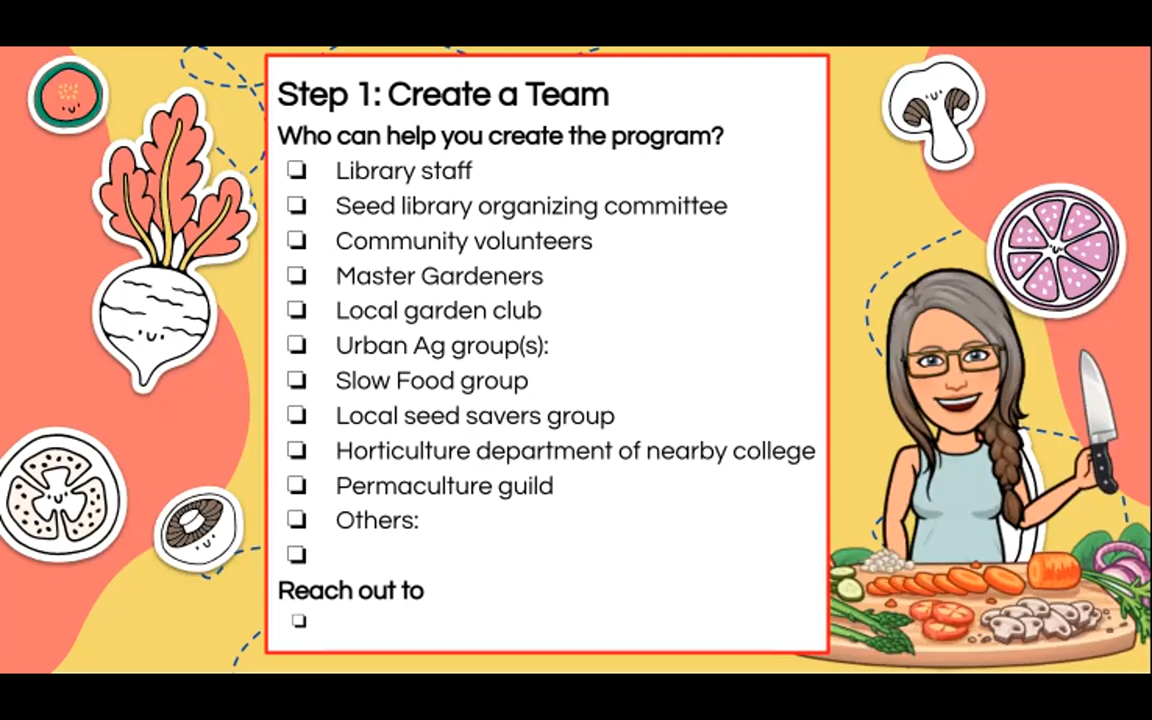 Step 1: Create a Team
Who can help you create the program?
Library staff
Seed library organizing committee
Community volunteers
Master Gardeners
Local garden club
Urban Ag group(s):
Slow Food group
Local seed savers group
Horticulture department of nearby college
Permaculture guild
Others:
Reach out to